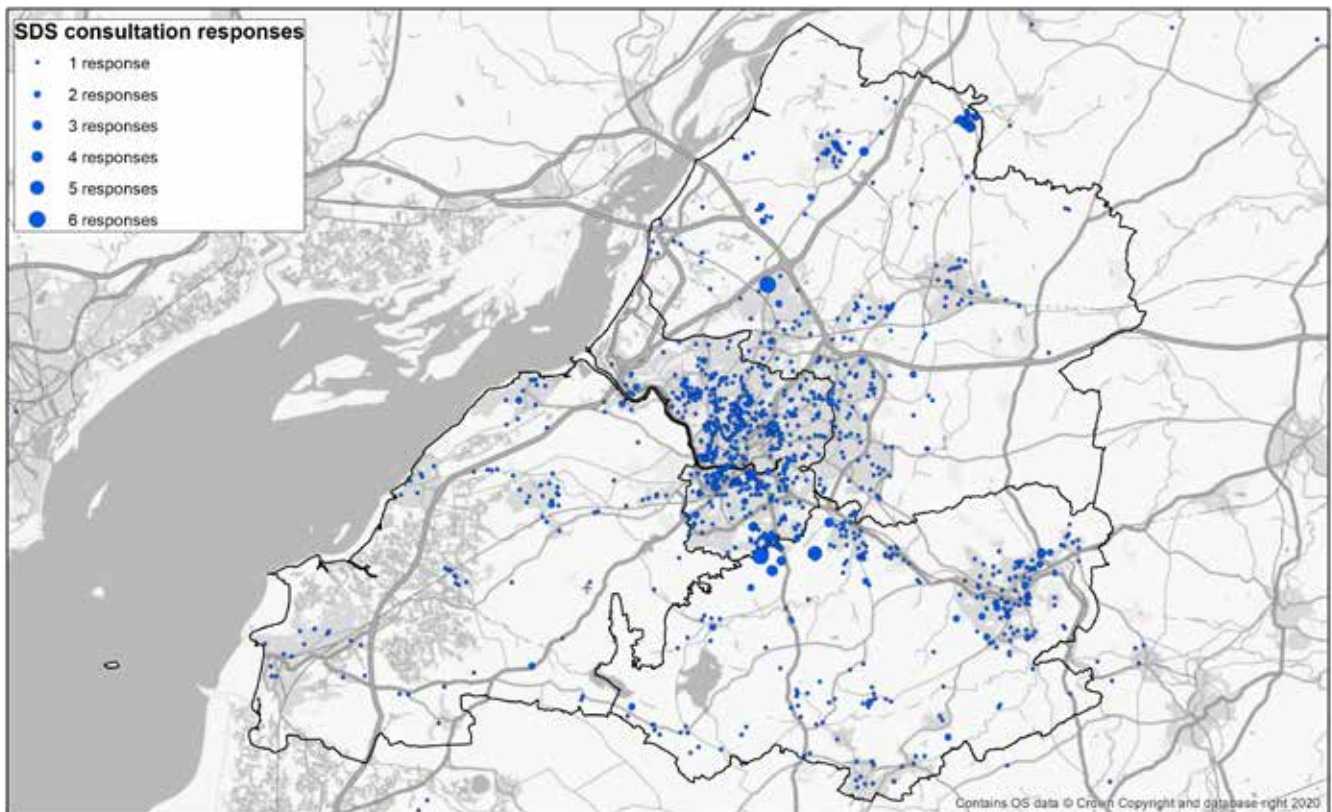 SDS consultation responses
1 response
2 responses
3 responses
4 responses
5 responses
6 responses
Contains OS data © Crown Copyright and database right 2020